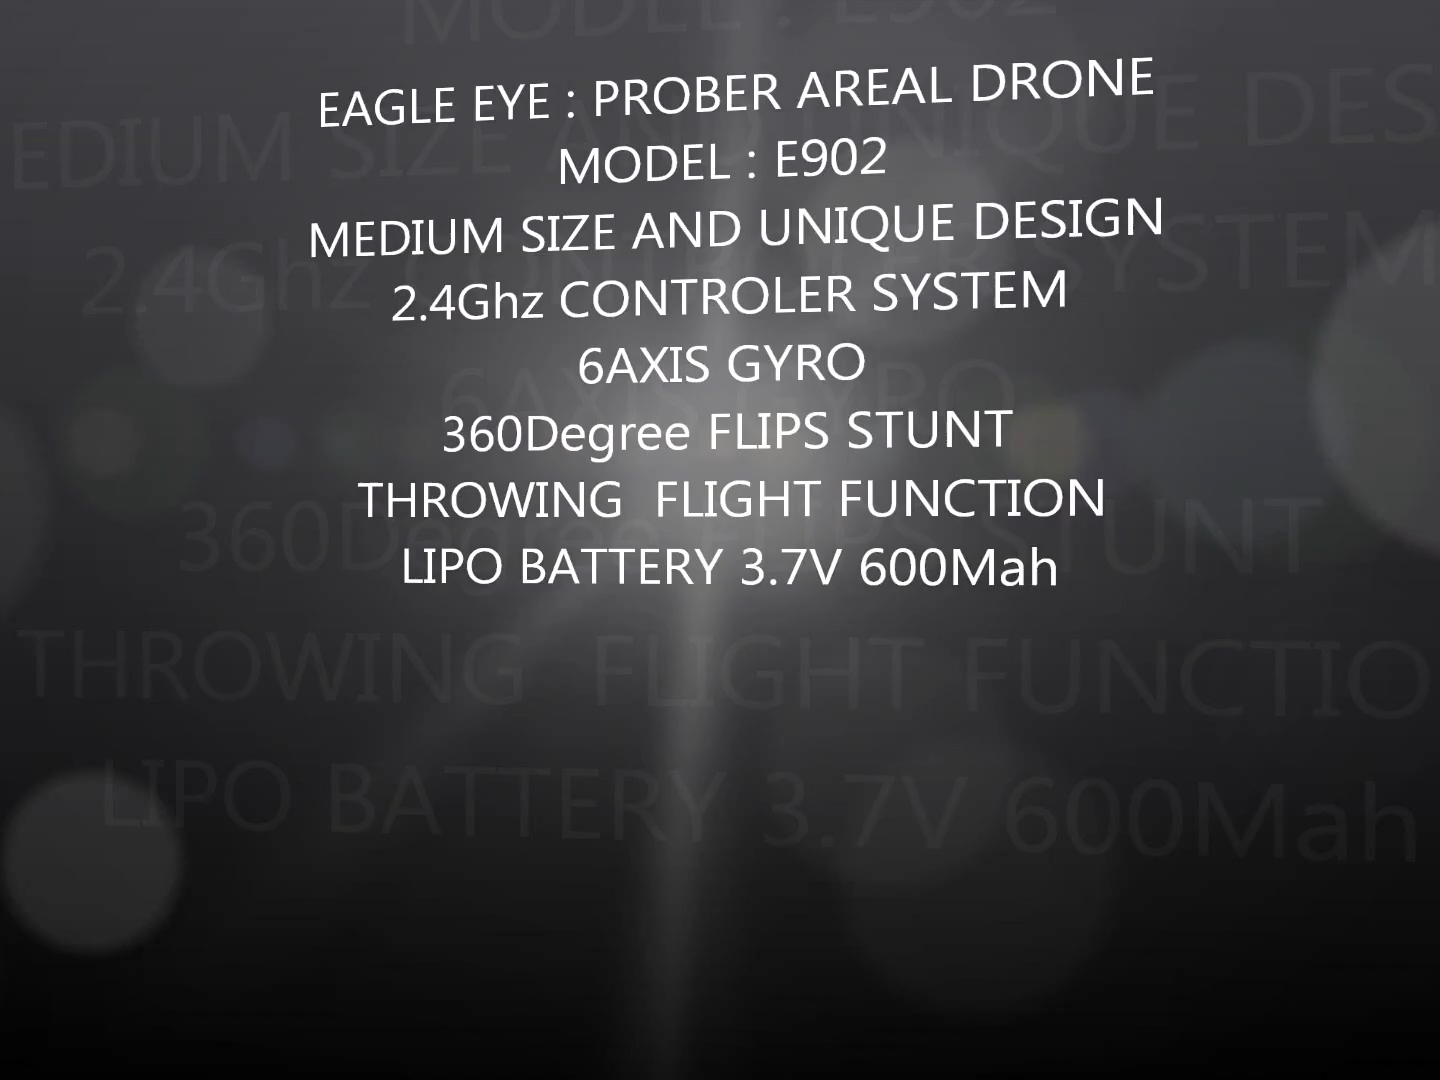 EAGLE EYE : PROBER AREAL DRONE
MODEL : E902
MEDIUM SIZE AND UNIQUE DESIGN
2.4Ghz CONTROLER SYSTEM
6AXIS GYRO
360Degree FLIPS STUNT
THROWING  FLIGHT FUNCTION
LIPO BATTERY 3.7V 600Mah